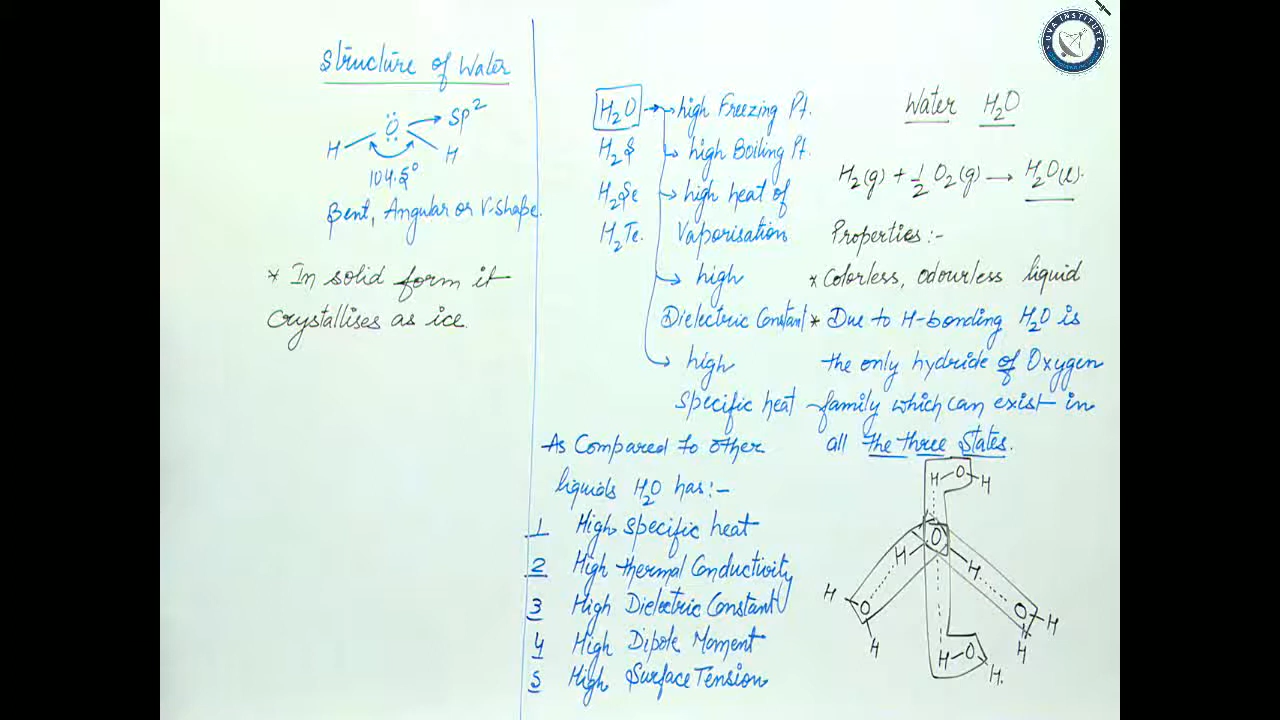 UVA INSTITUTE
Water H₂O
H₂(g) + 1/2 O₂(g) → H₂O(l).
Properties:-
* Colorless, odourless liquid
* Due to H-bonding H₂O is
the only hydride of Oxygen
family which can exist in
all the three States.
H-O-H
O
H H
H O O H
H H
H-O
H.
H₂O → high Freezing Pt.
H₂S → high Boiling Pt.
H₂Se → high heat of
H₂Te. Vaporisation
→ high
Dielectric Constant
→ high
specific heat
As Compared to other
liquids H₂O has:-
1 High specific heat
2 High thermal Conductivity
3 High Dielectric Constant
4 High Dipole Moment
5 High Surface Tension
Structure of Water
O → Sp²
H H
104.5°
Bent, Angular or V-shape.
* In solid form it
Crystallises as ice.